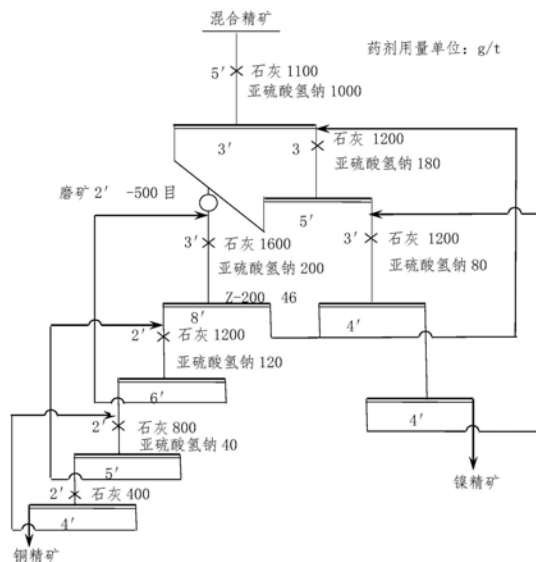 混合精矿
药剂用量单位：g/t
5′ 石灰 1100
亚硫酸氢钠 1000
3′
3 石灰 1200
亚硫酸氢钠 180
磨矿 2′ -500 目
5′
3′ 石灰 1600
亚硫酸氢钠 200
3′ 石灰 1200
亚硫酸氢钠 80
Z-200 46
8′
4′
2′ 石灰 1200
亚硫酸氢钠 120
6′
2′ 石灰 800
亚硫酸氢钠 40
4′
5′
2′ 石灰 400
4′
镍精矿
铜精矿